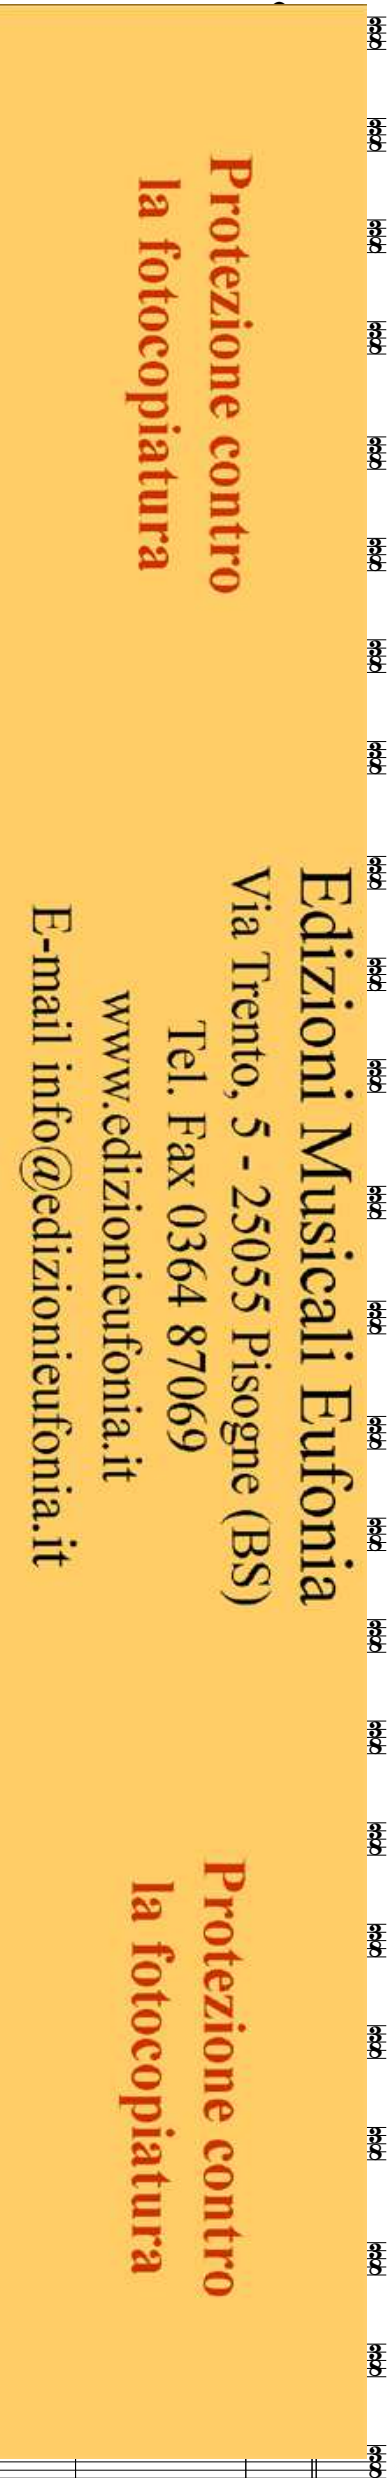 Protezione contro
la fotocopiatura
Edizioni Musicali Eufonia
Via Trento, 5 - 25055 Pisogne (BS)
Tel. Fax 0364 87069
www.edizionieufonia.it
E-mail info@edizionieufonia.it
Protezione contro
la fotocopiatura